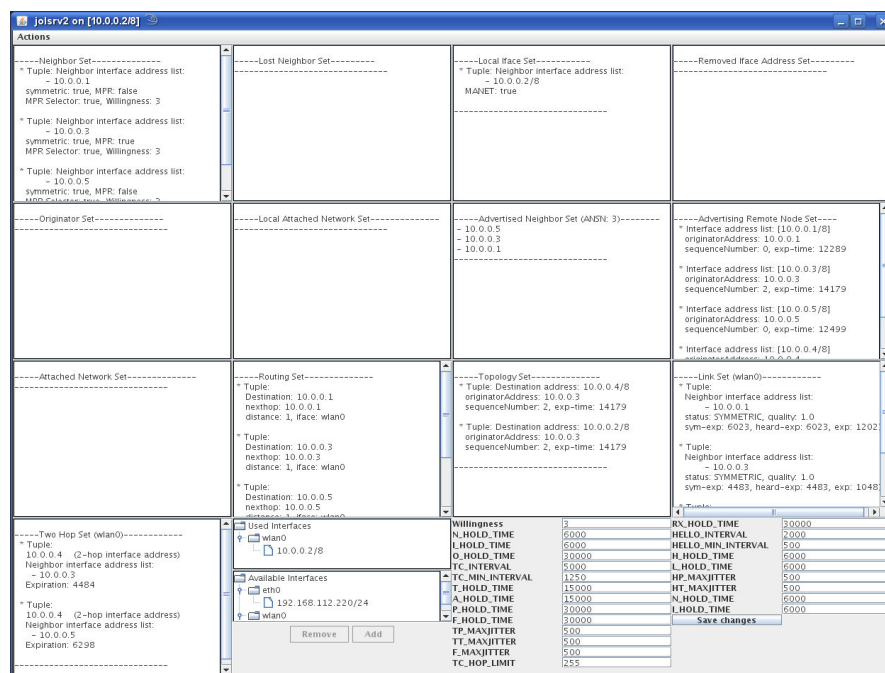 jolsrv2 on [10.0.0.2/8]
Actions
-----Neighbor Set--------------
* Tuple: Neighbor interface address list:
- 10.0.0.1
symmetric: true, MPR: false
MPR Selector: true, Willingness: 3
* Tuple: Neighbor interface address list:
- 10.0.0.3
symmetric: true, MPR: true
MPR Selector: true, Willingness: 3
* Tuple: Neighbor interface address list:
- 10.0.0.5
symmetric: true, MPR: false
-----Lost Neighbor Set---------
-------------------------------
-----Local Iface Set-----------
* Tuple: Neighbor interface address list:
- 10.0.0.2/8
MANET: true
-------------------------------
-----Removed Iface Address Set---------
-------------------------------
-----Originator Set--------------
-------------------------------
-----Local Attached Network Set--------------
-------------------------------
-----Advertised Neighbor Set (ANSN: 3)--------
- 10.0.0.5
- 10.0.0.3
- 10.0.0.1
-------------------------------
-----Advertising Remote Node Set----
* Interface address list: [10.0.0.1/8]
originatorAddress: 10.0.0.1
sequenceNumber: 0, exp-time: 12289
* Interface address list: [10.0.0.3/8]
originatorAddress: 10.0.0.3
sequenceNumber: 2, exp-time: 14179
* Interface address list: [10.0.0.5/8]
originatorAddress: 10.0.0.5
sequenceNumber: 0, exp-time: 12499
* Interface address list: [10.0.0.4/8]
-----Attached Network Set-----------
-------------------------------
-----Routing Set--------------
* Tuple:
Destination: 10.0.0.1
nexthop: 10.0.0.1
distance: 1, iface: wlan0
* Tuple:
Destination: 10.0.0.3
nexthop: 10.0.0.3
distance: 1, iface: wlan0
* Tuple:
Destination: 10.0.0.5
nexthop: 10.0.0.5
distance: 1, iface: wlan0
-----Topology Set--------------
* Tuple: Destination address: 10.0.0.4/8
originatorAddress: 10.0.0.3
sequenceNumber: 2, exp-time: 14179
* Tuple: Destination address: 10.0.0.2/8
originatorAddress: 10.0.0.3
sequenceNumber: 2, exp-time: 14179
-------------------------------
-----Link Set (wlan0)------------
* Tuple:
Neighbor interface address list:
- 10.0.0.1
status: SYMMETRIC, quality: 1.0
sym-exp: 6023, heard-exp: 6023, exp: 1202
* Tuple:
Neighbor interface address list:
- 10.0.0.3
status: SYMMETRIC, quality: 1.0
sym-exp: 4483, heard-exp: 4483, exp: 1048
-----Two Hop Set (wlan0)------------
* Tuple:
10.0.0.4 (2-hop interface address)
Neighbor interface address list:
- 10.0.0.3
Expiration: 4484
* Tuple:
10.0.0.4 (2-hop interface address)
Neighbor interface address list:
- 10.0.0.5
Expiration: 6298
-------------------------------
Used Interfaces
wlan0
10.0.0.2/8
Available Interfaces
eth0
192.168.112.220/24
wlan0
Remove Add
Willingness 3
N_HOLD_TIME 6000
I_HOLD_TIME 6000
O_HOLD_TIME 30000
TC_INTERVAL 5000
TC_MIN_INTERVAL 1250
T_HOLD_TIME 15000
A_HOLD_TIME 15000
P_HOLD_TIME 30000
F_HOLD_TIME 30000
TP_MAXJITTER 500
TT_MAXJITTER 500
F_MAXJITTER 500
TC_HOP_LIMIT 255
RX_HOLD_TIME 30000
HELLO_INTERVAL 2000
HELLO_MIN_INTERVAL 500
H_HOLD_TIME 6000
L_HOLD_TIME 6000
HP_MAXJITTER 500
HT_MAXJITTER 500
N_HOLD_TIME 6000
I_HOLD_TIME 6000
Save changes